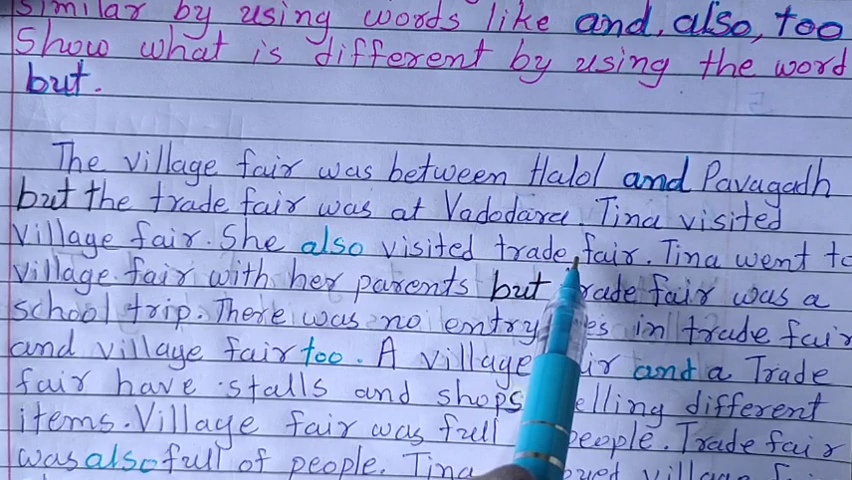 similar by using words like and, also, too
Show what is different by using the word
but.
The village fair was between Halol and Pavagadh
but the trade fair was at Vadodara. Tina visited
village fair. She also visited trade fair. Tina went to
village fair with her parents but trade fair was a
school trip. There was no entry in trade fair
and village fair too. A village and a Trade
fair have stalls and shops selling different
items. Village fair was full people. Trade fair
was also full of people. Tina village